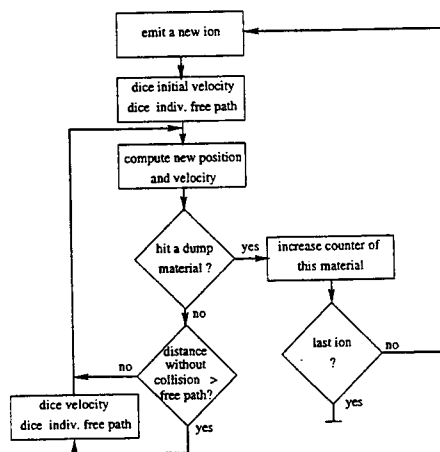 emit a new ion
dice initial velocity
dice indiv. free path
compute new position
and velocity
hit a dump
material ?
yes
increase counter of
this material
no
distance
without
collision >
free path?
no
yes
last ion
?
no
yes
dice velocity
dice indiv. free path